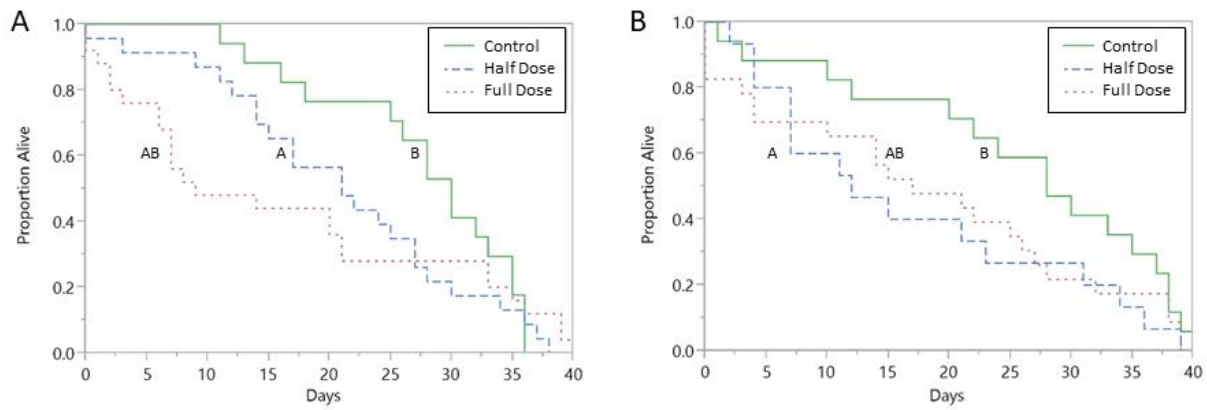 A
Proportion Alive
1.0
0.8
0.6
0.4
0.2
0.0
Control
Half Dose
Full Dose
AB
A
B
0 5 10 15 20 25 30 35 40
Days
B
Proportion Alive
1.0
0.8
0.6
0.4
0.2
0.0
Control
Half Dose
Full Dose
A
AB
B
0 5 10 15 20 25 30 35 40
Days